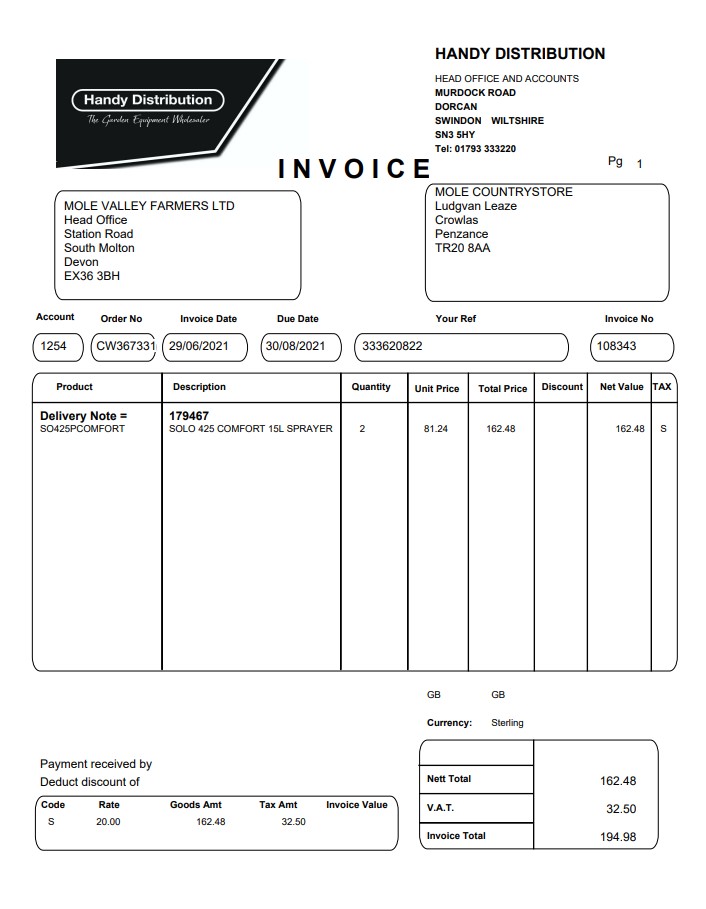 HANDY DISTRIBUTION
Handy Distribution
The Garden Equipment Wholesaler
HEAD OFFICE AND ACCOUNTS
MURDOCK ROAD
DORCAN
SWINDON WILTSHIRE
SN3 5HY
Tel: 01793 333220
Pg 1
INVOICE
MOLE VALLEY FARMERS LTD
Head Office
Station Road
South Molton
Devon
EX36 3BH
MOLE COUNTRYSTORE
Ludgvan Leaze
Crowlas
Penzance
TR20 8AA
Account Order No Invoice Date Due Date Your Ref Invoice No
1254 CW367331 29/06/2021 30/08/2021 333620822 108343
Product Description Quantity Unit Price Total Price Discount Net Value TAX
Delivery Note = 179467
SO425PCOMFORT SOLO 425 COMFORT 15L SPRAYER 2 81.24 162.48 162.48 S
GB GB
Currency: Sterling
Payment received by
Deduct discount of
Code Rate Goods Amt Tax Amt Invoice Value
S 20.00 162.48 32.50
Nett Total 162.48
V.A.T. 32.50
Invoice Total 194.98